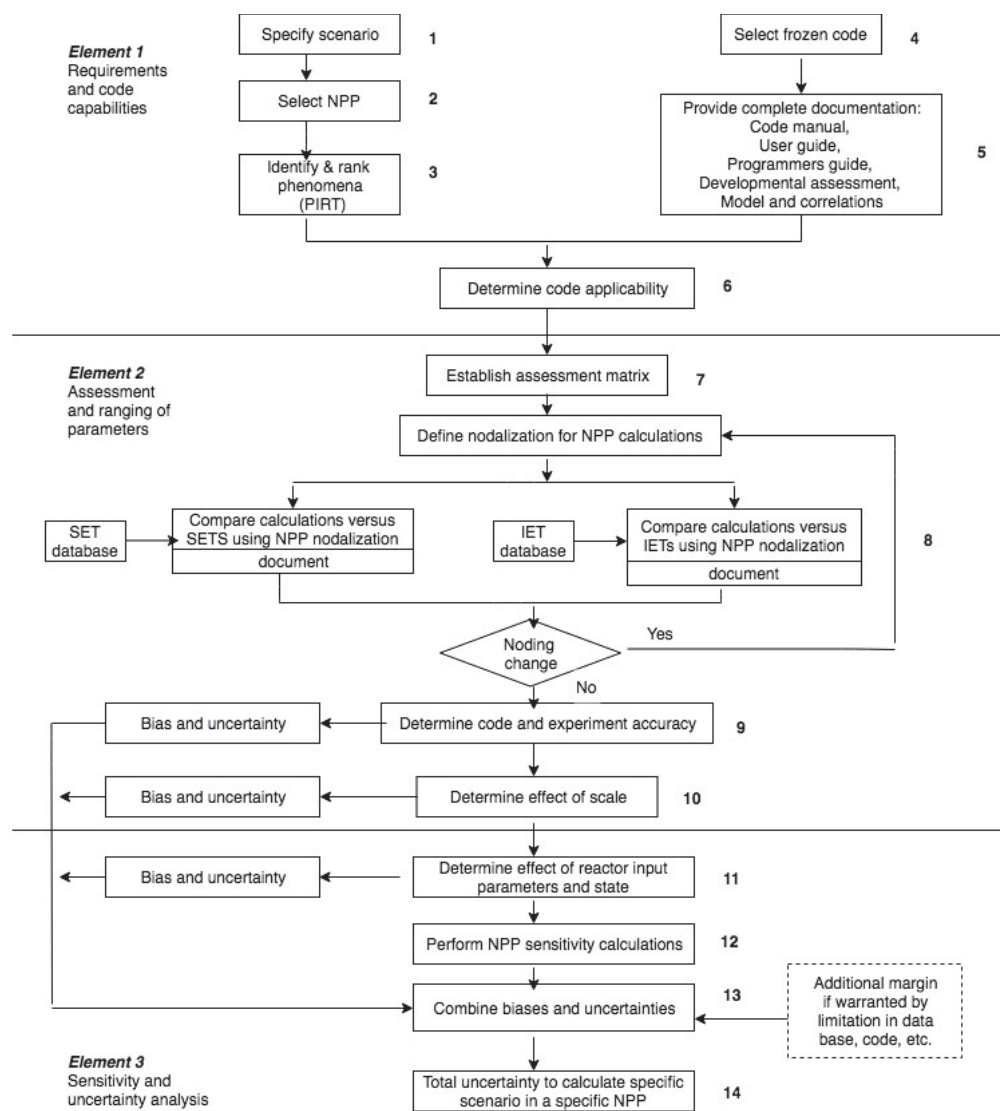 Element 1
Requirements
and code
capabilities
Specify scenario
1
Select NPP
2
Identify & rank
phenomena
(PIRT)
3
Select frozen code
4
Provide complete documentation:
Code manual,
User guide,
Programmers guide,
Developmental assessment,
Model and correlations
5
Determine code applicability
6
Element 2
Assessment
and ranging of
parameters
Establish assessment matrix
7
Define nodalization for NPP calculations
SET
database
Compare calculations versus
SETS using NPP nodalization
document
IET
database
Compare calculations versus
IETs using NPP nodalization
document
8
Noding
change
Yes
No
Bias and uncertainty
Determine code and experiment accuracy
9
Bias and uncertainty
Determine effect of scale
10
Bias and uncertainty
Determine effect of reactor input
parameters and state
11
Perform NPP sensitivity calculations
12
Combine biases and uncertainties
13
Additional margin
if warranted by
limitation in data
base, code, etc.
Element 3
Sensitivity and
uncertainty analysis
Total uncertainty to calculate specific
scenario in a specific NPP
14